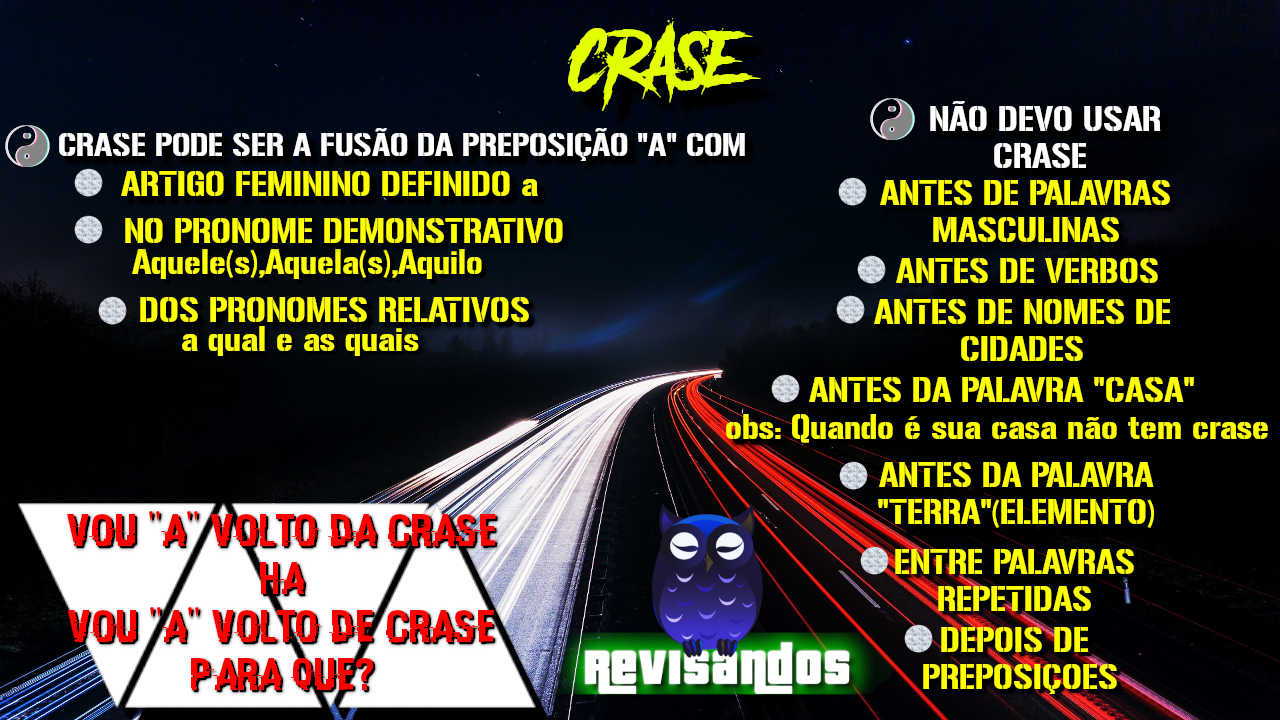 CRASE
CRASE PODE SER A FUSÃO DA PREPOSIÇÃO "A" COM
ARTIGO FEMININO DEFINIDO a
NO PRONOME DEMONSTRATIVO
Aquele(s),Aquela(s),Aquilo
DOS PRONOMES RELATIVOS
a qual e as quais
NÃO DEVO USAR
CRASE
ANTES DE PALAVRAS
MASCULINAS
ANTES DE VERBOS
ANTES DE NOMES DE
CIDADES
ANTES DA PALAVRA "CASA"
obs: Quando é sua casa não tem crase
ANTES DA PALAVRA
"TERRA"(ELEMENTO)
ENTRE PALAVRAS
REPETIDAS
DEPOIS DE
PREPOSIÇOES
VOU "A" VOLTO DA CRASE
HA
VOU "A" VOLTO DE CRASE
PARA QUE?
REVISANDOS